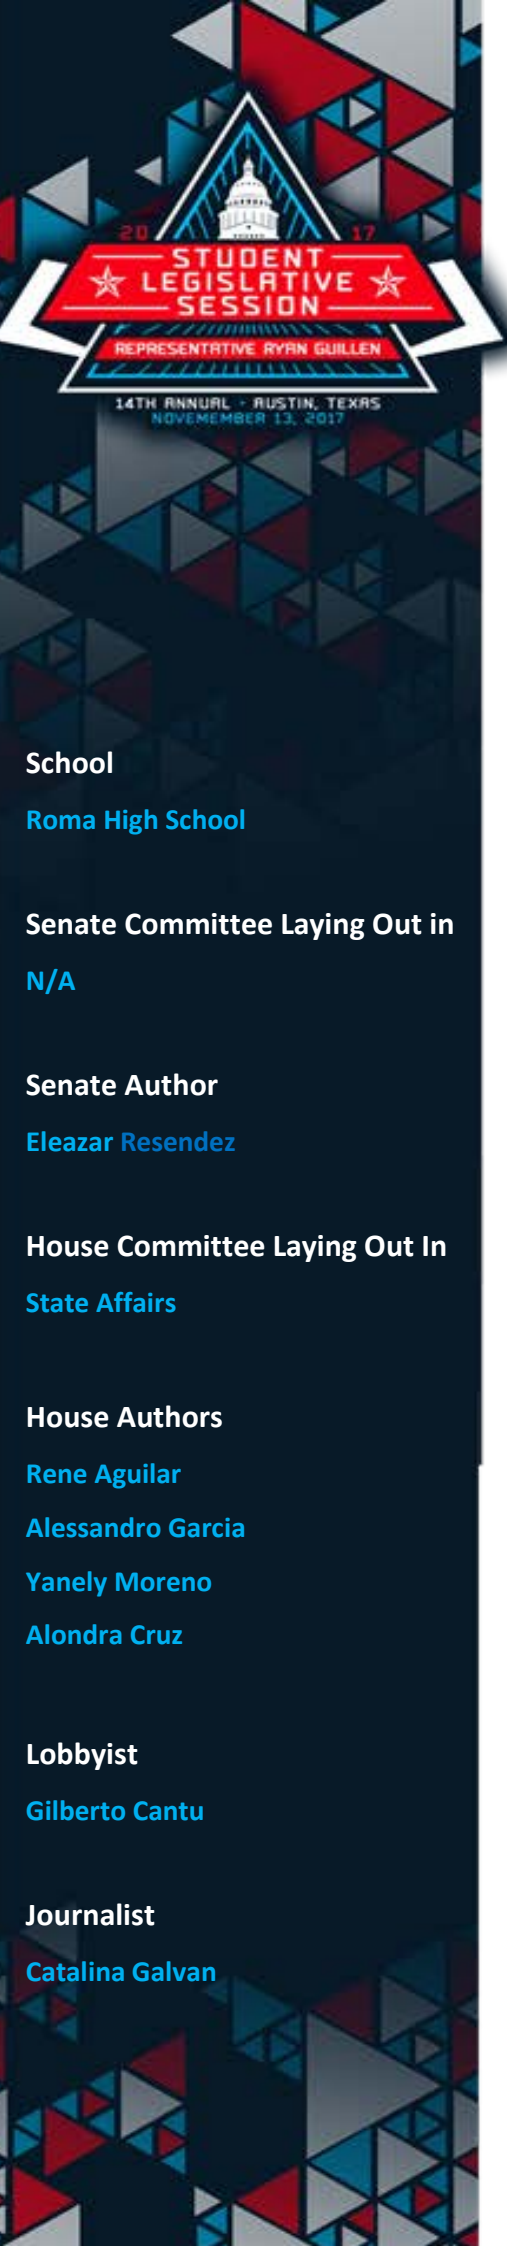 20 17
STUDENT
LEGISLATIVE
SESSION
REPRESENTATIVE RYAN GUILLEN
14TH ANNUAL - AUSTIN, TEXAS
NOVEMEMBER 13, 2017
School
Roma High School
Senate Committee Laying Out in
N/A
Senate Author
Eleazar Resendez
House Committee Laying Out In
State Affairs
House Authors
Rene Aguilar
Alessandro Garcia
Yanely Moreno
Alondra Cruz
Lobbyist
Gilberto Cantu
Journalist
Catalina Galvan